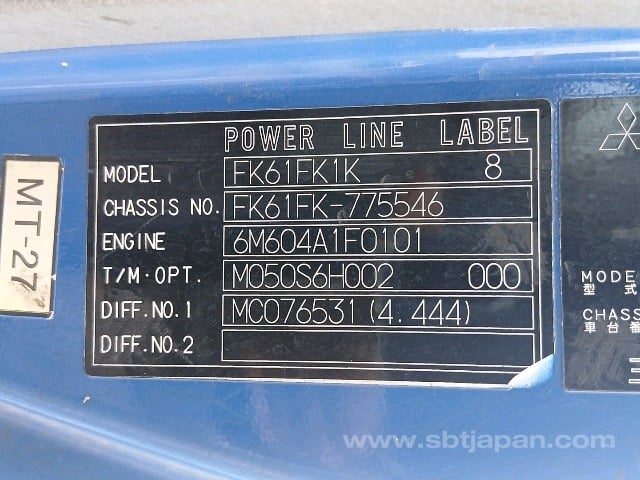 POWER LINE LABEL
MODEL FK61FK1K 8
CHASSIS NO. FK61FK-775546
ENGINE 6M604A1F0101
T/M·OPT. M050S6H002 000
DIFF.NO.1 MC076531(4.444)
DIFF.NO.2
MT-27
MODE
型 式
CHASS
車 台 番
www.sbtjapan.com